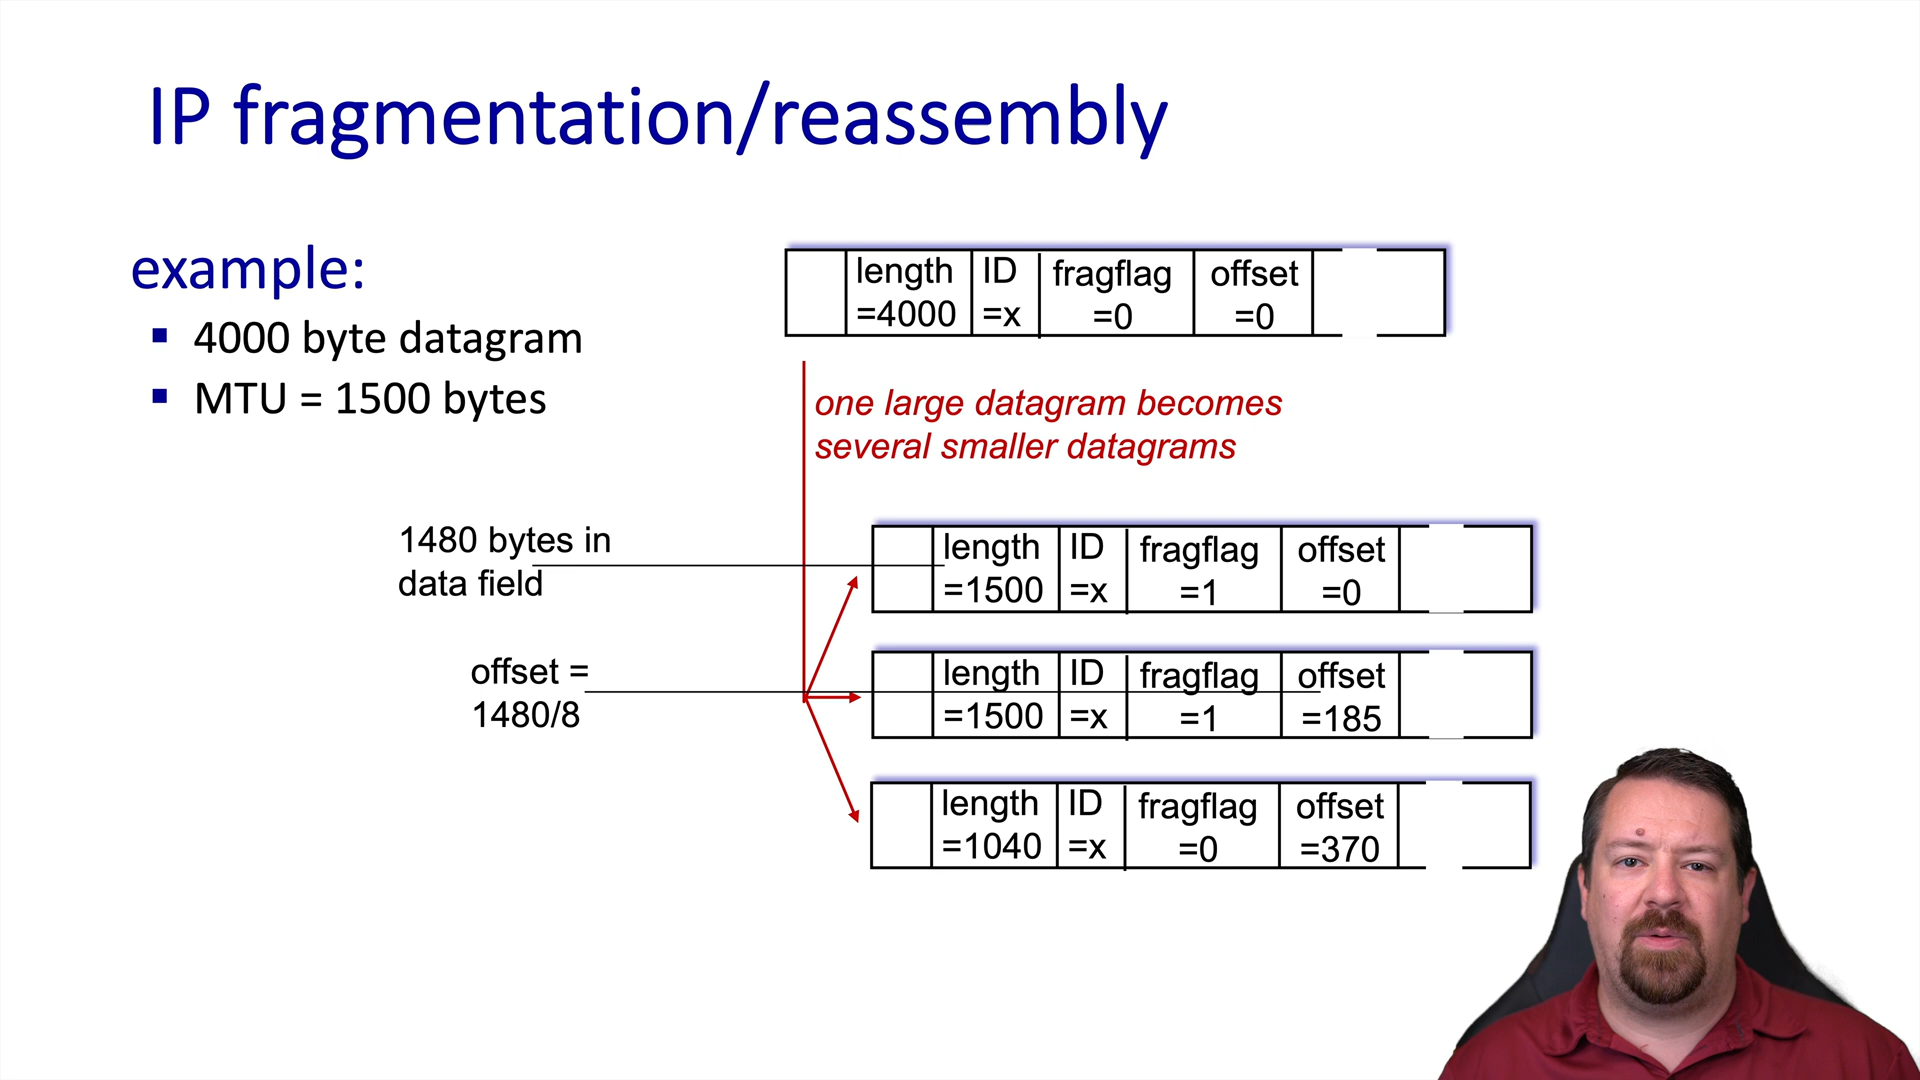 IP fragmentation/reassembly
example:
4000 byte datagram
MTU = 1500 bytes
length ID fragflag offset
=4000 =x =0 =0
one large datagram becomes
several smaller datagrams
1480 bytes in
data field
length ID fragflag offset
=1500 =x =1 =0
offset =
1480/8
length ID fragflag offset
=1500 =x =1 =185
length ID fragflag offset
=1040 =x =0 =370